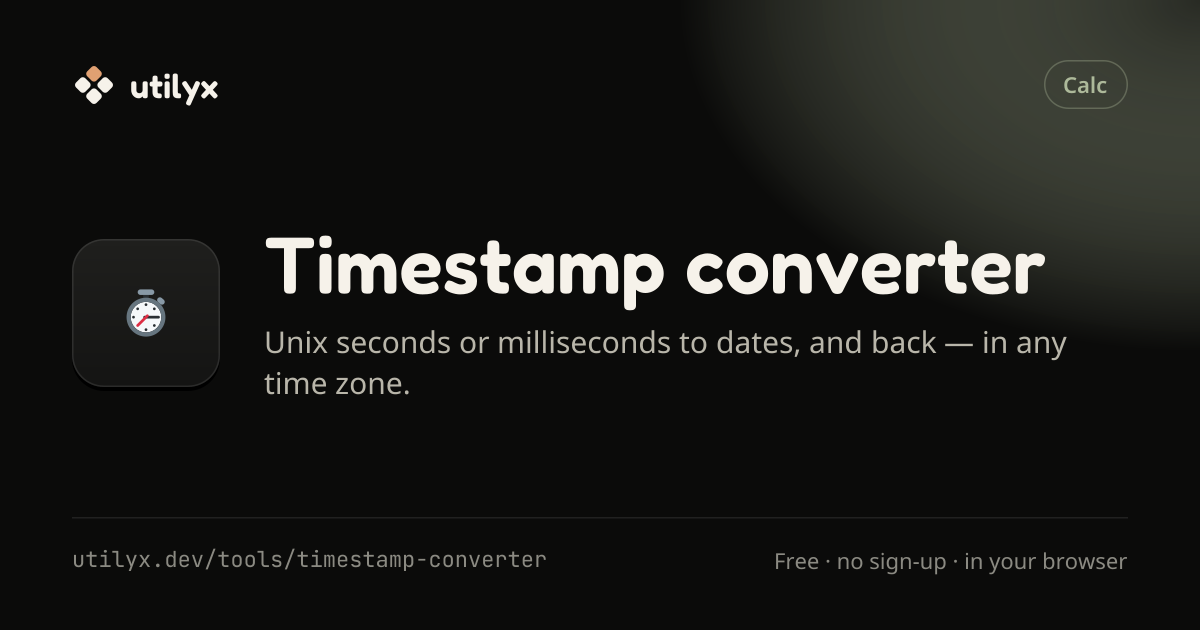 utilyx
Calc
Timestamp converter
Unix seconds or milliseconds to dates, and back — in any
time zone.
utilyx.dev/tools/timestamp-converter
Free · no sign-up · in your browser